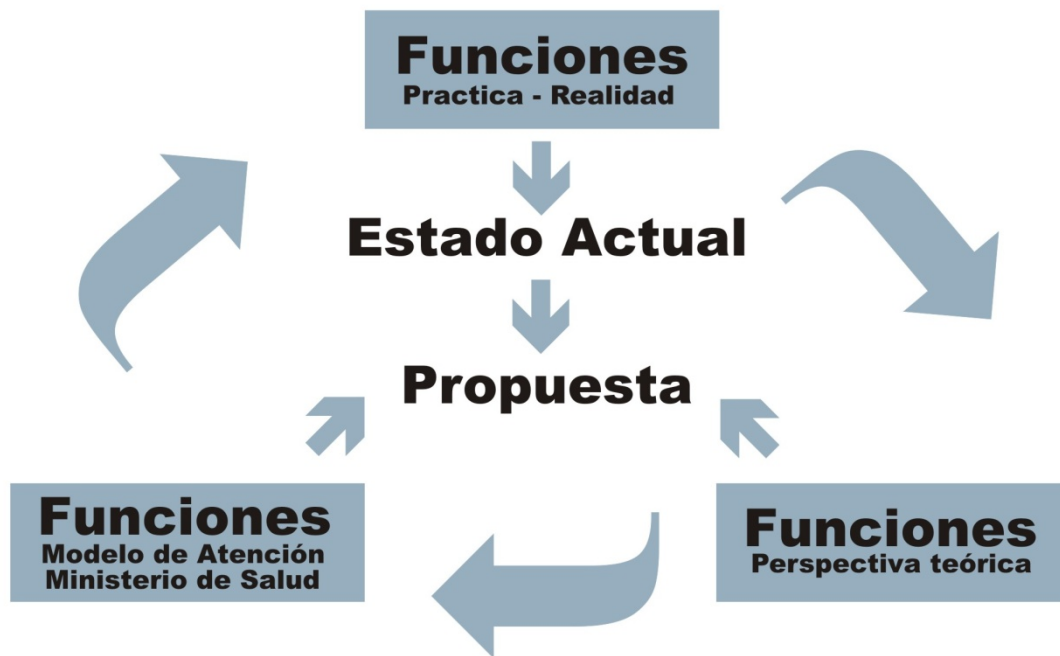 Funciones
Practica - Realidad
Estado Actual
Propuesta
Funciones
Modelo de Atención
Ministerio de Salud
Funciones
Perspectiva teórica